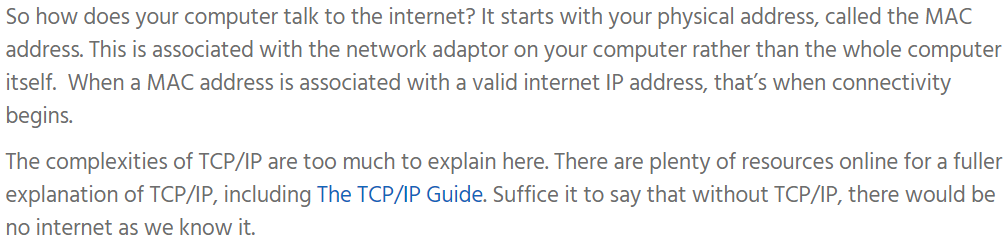 So how does your computer talk to the internet? It starts with your physical address, called the MAC
address. This is associated with the network adaptor on your computer rather than the whole computer
itself.  When a MAC address is associated with a valid internet IP address, that’s when connectivity
begins.
The complexities of TCP/IP are too much to explain here. There are plenty of resources online for a fuller
explanation of TCP/IP, including The TCP/IP Guide. Suffice it to say that without TCP/IP, there would be
no internet as we know it.